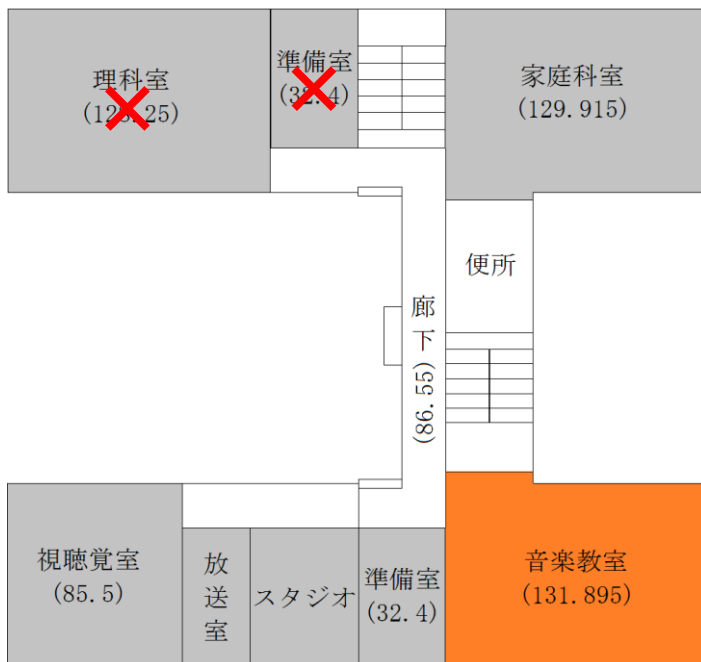 理科室
準備室
(32.4)
家庭科室
(129.915)
便所
廊下(86.55)
視聴覚室
(85.5)
放送室
スタジオ
準備室
(32.4)
音楽教室
(131.895)